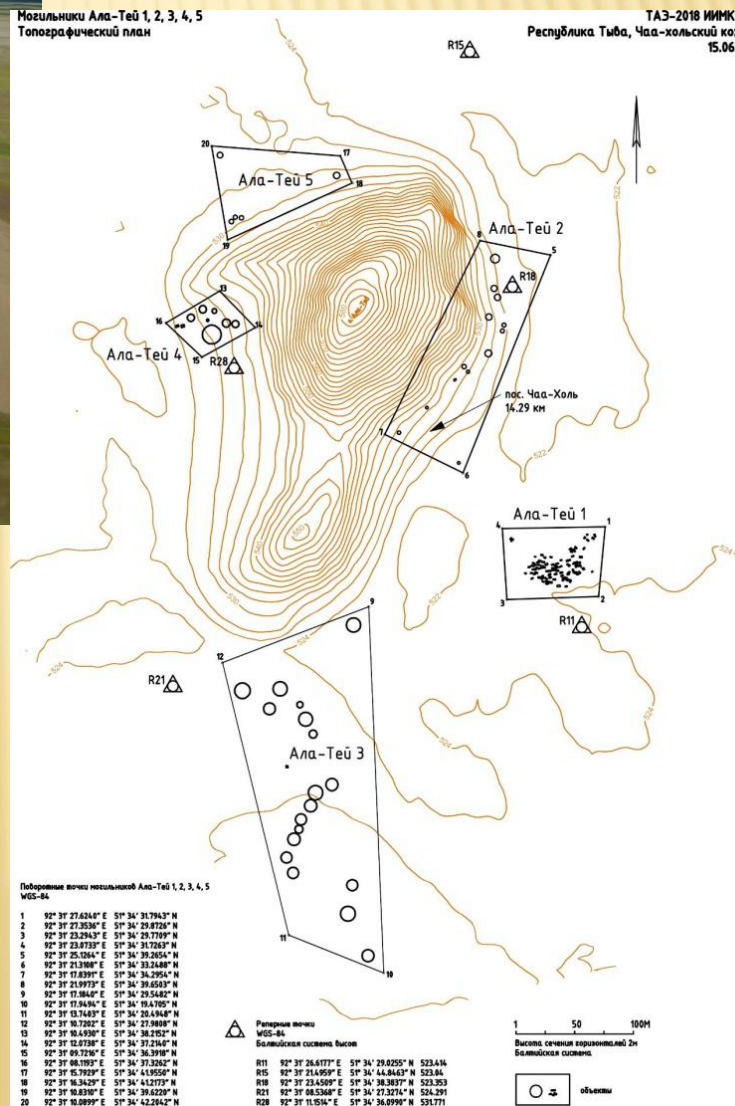 Могильники Ала-Тей 1, 2, 3, 4, 5
Топографический план
ТАЭ-2018 ИИМК
Республика Тыва, Чаа-хольский
15.06
R15
524
522
20
17
Ала-Тей 5
18
19
530
8
Ала-Тей 2
5
R18
13
16
14
Ала-Тей 4
15
R28
530
пос. Чаа-Холь
14.29 км
7
6
522
Ала-Тей 1
4
1
3
2
R11
550
540
530
522
524
9
524
12
524
R21
Ала-Тей 3
524
11
10
Поворотные точки могильников Ала-Тей 1, 2, 3, 4, 5
WGS-84
1 92° 31' 27.6240" E 51° 34' 31.7943" N
2 92° 31' 27.3536" E 51° 34' 29.8726" N
3 92° 31' 23.2943" E 51° 34' 29.7709" N
4 92° 31' 23.0733" E 51° 34' 31.7263" N
5 92° 31' 25.1264" E 51° 34' 39.2654" N
6 92° 31' 21.3108" E 51° 34' 33.2488" N
7 92° 31' 17.8391" E 51° 34' 34.2954" N
8 92° 31' 21.9973" E 51° 34' 39.6503" N
9 92° 31' 17.1840" E 51° 34' 29.5482" N
10 92° 31' 17.9494" E 51° 34' 19.4705" N
11 92° 31' 13.7403" E 51° 34' 20.4948" N
12 92° 31' 10.7202" E 51° 34' 27.9808" N
13 92° 31' 10.4930" E 51° 34' 38.2152" N
14 92° 31' 12.0738" E 51° 34' 37.2140" N
15 92° 31' 09.7216" E 51° 34' 36.3918" N
16 92° 31' 08.1193" E 51° 34' 37.3262" N
17 92° 31' 15.7929" E 51° 34' 41.9550" N
18 92° 31' 16.3429" E 51° 34' 41.2173" N
19 92° 31' 10.8310" E 51° 34' 39.6220" N
20 92° 31' 10.0899" E 51° 34' 42.2042" N
Реперные точки
WGS-84
Балтийская система высот
R11 92° 31' 26.6177" E 51° 34' 29.0255" N 523.414
R15 92° 31' 21.4959" E 51° 34' 44.8463" N 523.04
R18 92° 31' 23.4509" E 51° 34' 38.3837" N 523.353
R21 92° 31' 08.5368" E 51° 34' 27.3274" N 524.291
R28 92° 31' 11.1514" E 51° 34' 36.0990" N 531.771
1 50 100М
Высота сечения горизонталей 2м
Балтийская система
объекты